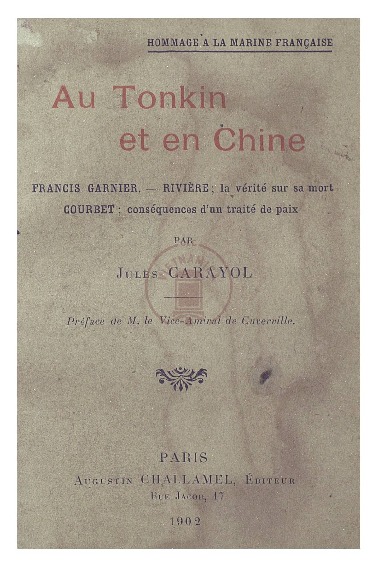 HOMMAGE À LA MARINE FRANÇAISE
Au Tonkin
et en Chine
FRANCIS GARNIER. — RIVIÈRE; la vérité sur sa mort
COURBET; conséquences d'un traité de paix
PAR
JULES CARAYOL
Préface de M. le Vice-Amiral de Cuverville.
PARIS
AUGUSTIN CHALLAMEL, ÉDITEUR
RUE JACOB, 17
1902